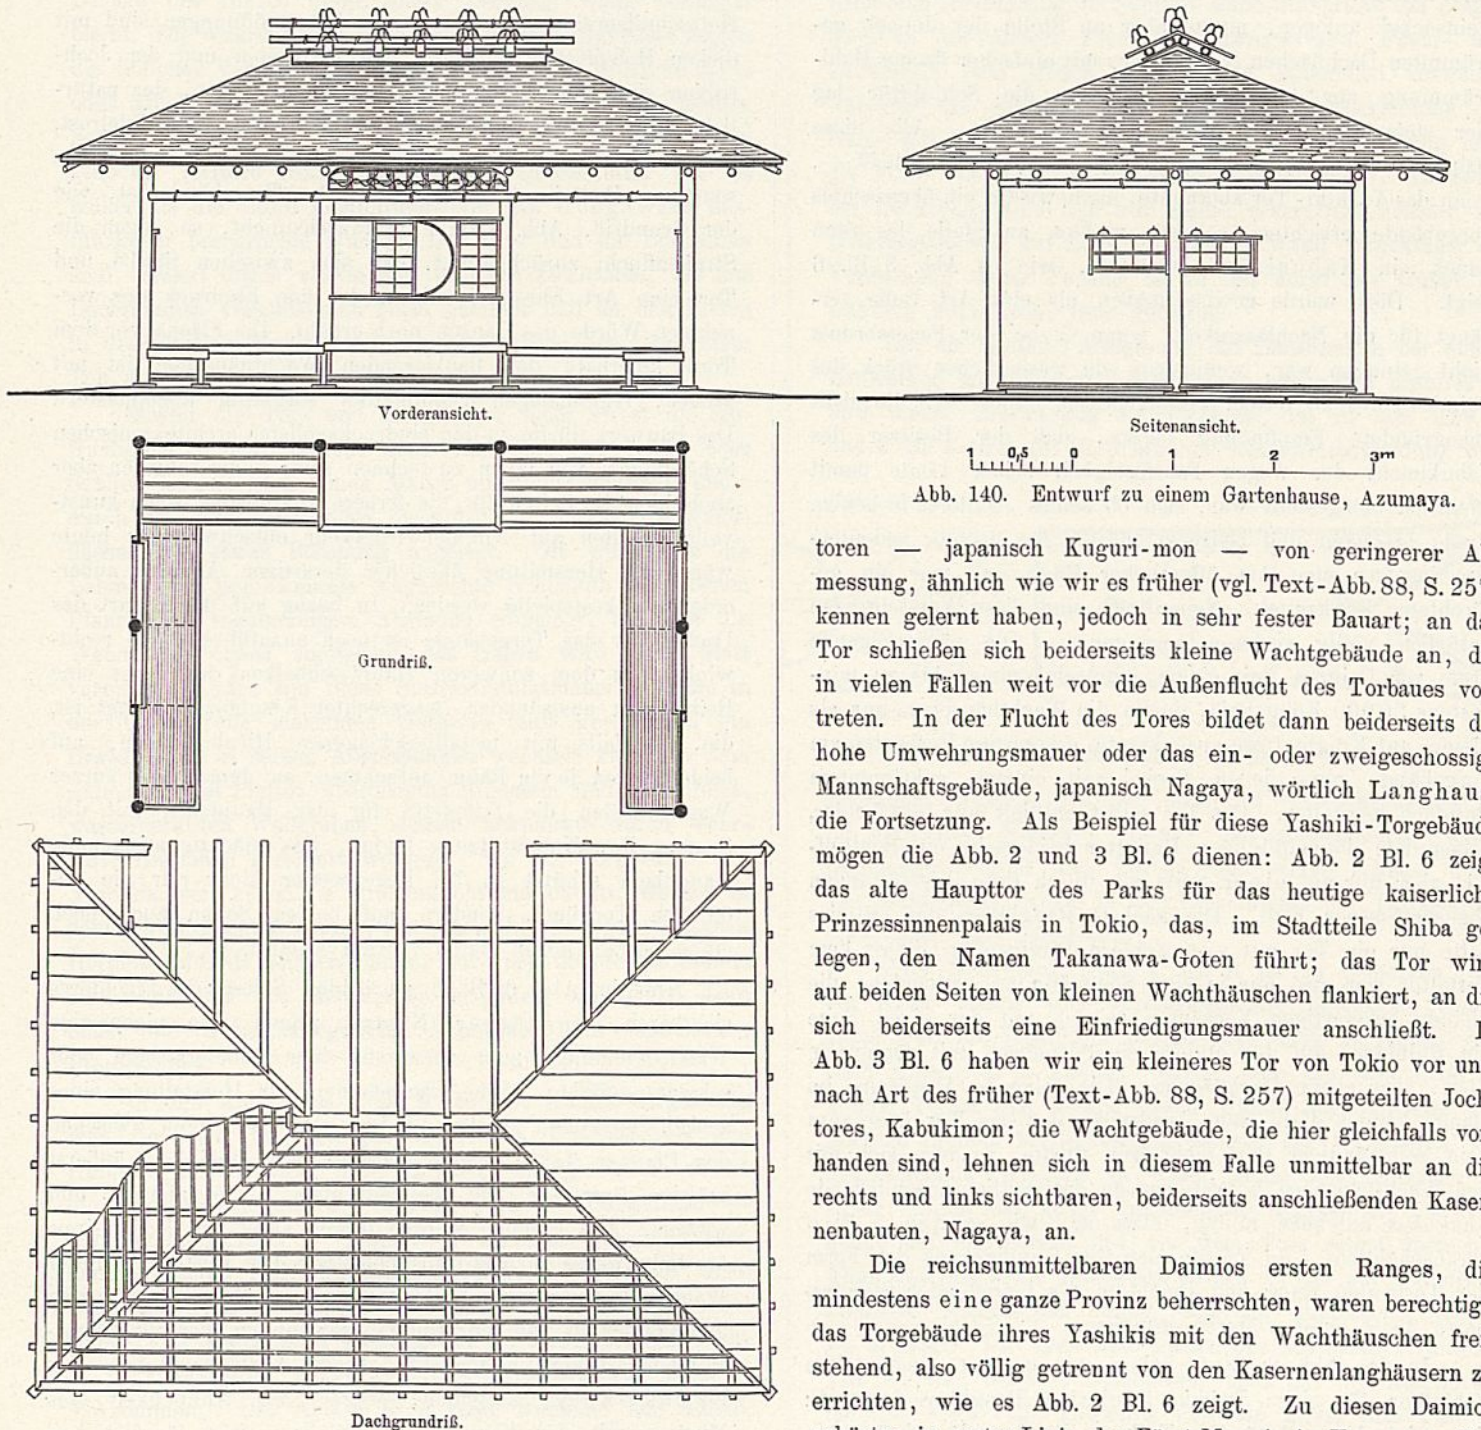 Vorderansicht.
Seitenansicht.
1 0,5 0 1 2 3m
Abb. 140. Entwurf zu einem Gartenhause, Azumaya.
Grundriß.
Dachgrundriß.
toren — japanisch Kuguri-mon — von geringerer
messung, ähnlich wie wir es früher (vgl. Text-Abb. 88, S.
kennen gelernt haben, jedoch in sehr fester Bauart; an
Tor schließen sich beiderseits kleine Wachtgebäude an,
in vielen Fällen weit vor die Außenflucht des Torbaues
treten. In der Flucht des Tores bildet dann beiderseits
hohe Umwehrungsmauer oder das ein- oder zweigeschossig
Mannschaftsgebäude, japanisch Nagaya, wörtlich Langhau
die Fortsetzung. Als Beispiel für diese Yashiki-Torgebäud
mögen die Abb. 2 und 3 Bl. 6 dienen: Abb. 2 Bl. 6 zeig
das alte Haupttor des Parks für das heutige kaiserlich
Prinzessinnenpalais in Tokio, das, im Stadtteile Shiba ge
legen, den Namen Takanawa-Goten führt; das Tor wir
auf beiden Seiten von kleinen Wachthäuschen flankiert, an di
sich beiderseits eine Einfriedigungsmauer anschließt.
Abb. 3 Bl. 6 haben wir ein kleineres Tor von Tokio vor un
nach Art des früher (Text-Abb. 88, S. 257) mitgeteilten Joch
tores, Kabukimon; die Wachtgebäude, die hier gleichfalls vor
handen sind, lehnen sich in diesem Falle unmittelbar an di
rechts und links sichtbaren, beiderseits anschließenden Kaser
nenbauten, Nagaya, an.
Die reichsunmittelbaren Daimios ersten Ranges, di
mindestens eine ganze Provinz beherrschten, waren berechtig
das Torgebäude ihres Yashikis mit den Wachthäuschen frei
stehend, also völlig getrennt von den Kasernenlanghäusern z
errichten, wie es Abb. 2 Bl. 6 zeigt. Zu diesen Daimio